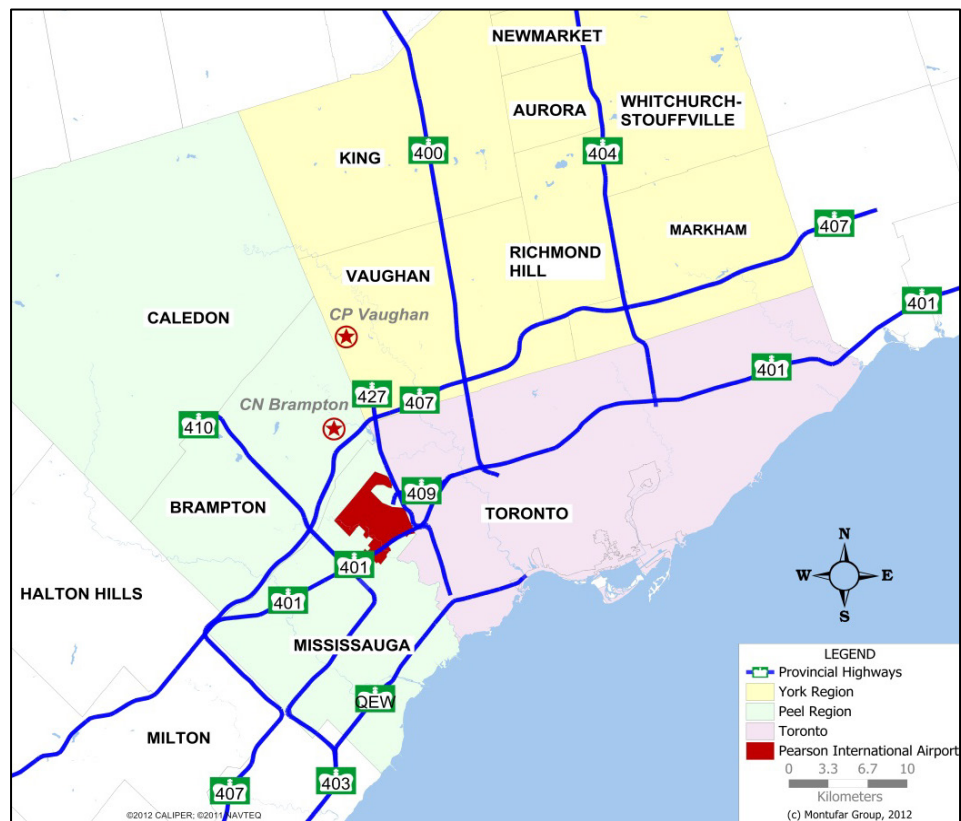 NEWMARKET
AURORA
WHITCHURCH-
STOUFFVILLE
KING
400
404
MARKHAM
407
RICHMOND
HILL
VAUGHAN
401
CALEDON
CP Vaughan
401
427
407
CN Brampton
410
409
BRAMPTON
TORONTO
401
N
W E
S
HALTON HILLS
401
MISSISSAUGA
QEW
MILTON
407
403
LEGEND
Provincial Highways
York Region
Peel Region
Toronto
Pearson International Airport
0 3.3 6.7 10
Kilometers
(c) Montufar Group, 2012
©2012 CALIPER; ©2011 NAVTEQ